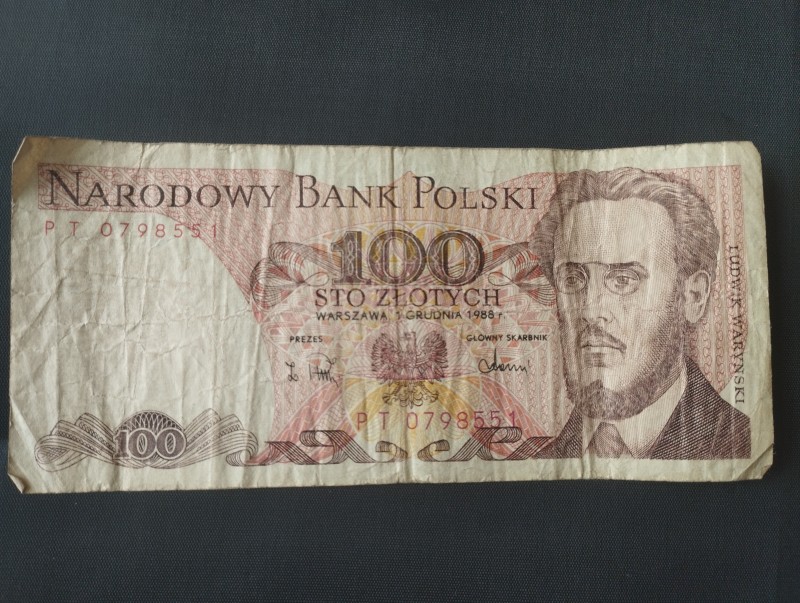 NARODOWY BANK POLSKI
PT 0798551
100
STO ZŁOTYCH
WARSZAWA, 1 GRUDNIA 1988 r.
PREZES
GŁÓWNY SKARBNIK
PT 0798551
100
LUDWIK WARYŃSKI